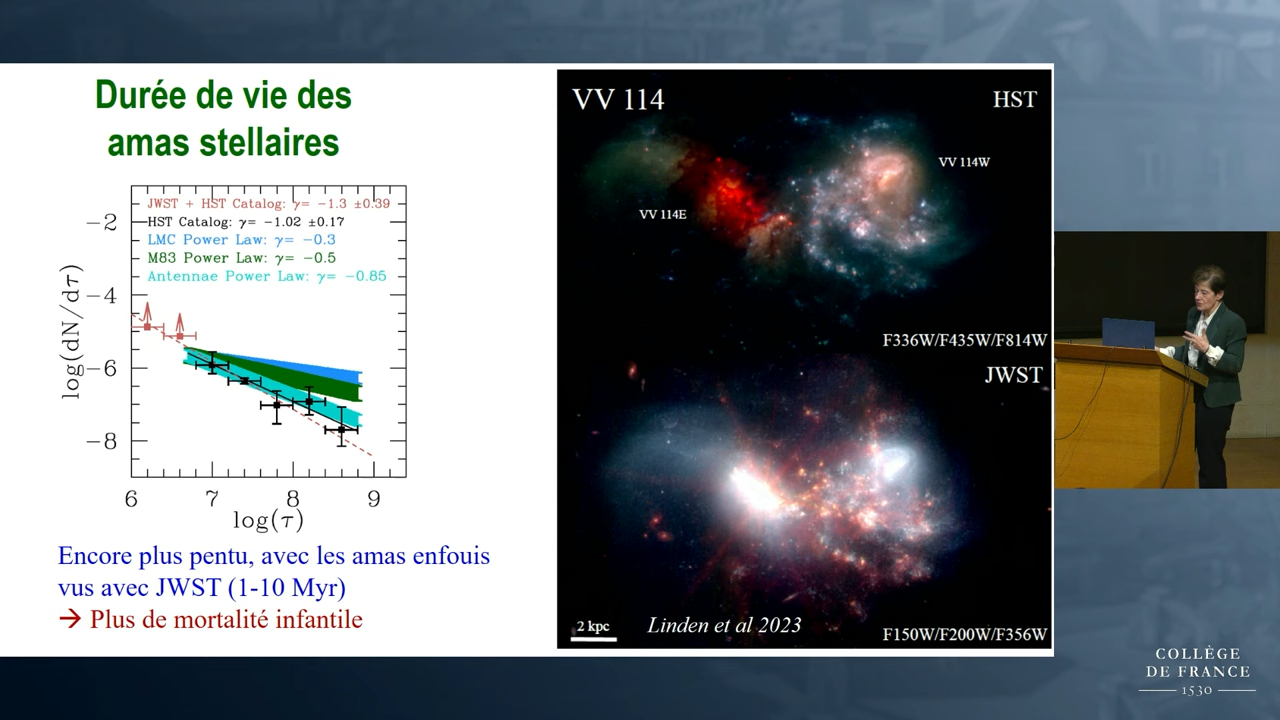 Durée de vie des
amas stellaires
JWST + HST Catalog: γ= −1.3 ±0.39
HST Catalog: γ= −1.02 ±0.17
LMC Power Law: γ= −0.3
M83 Power Law: γ= −0.5
Antennae Power Law: γ= −0.85
log(dN/dτ)
−2
−4
−6
−8
6 7 8 9
log(τ)
Encore plus pentu, avec les amas enfouis
vus avec JWST (1-10 Myr)
→ Plus de mortalité infantile
VV 114
HST
VV 114W
VV 114E
F336W/F435W/F814W
JWST
2 kpc
Linden et al 2023
F150W/F200W/F356W
COLLÈGE
DE FRANCE
1530